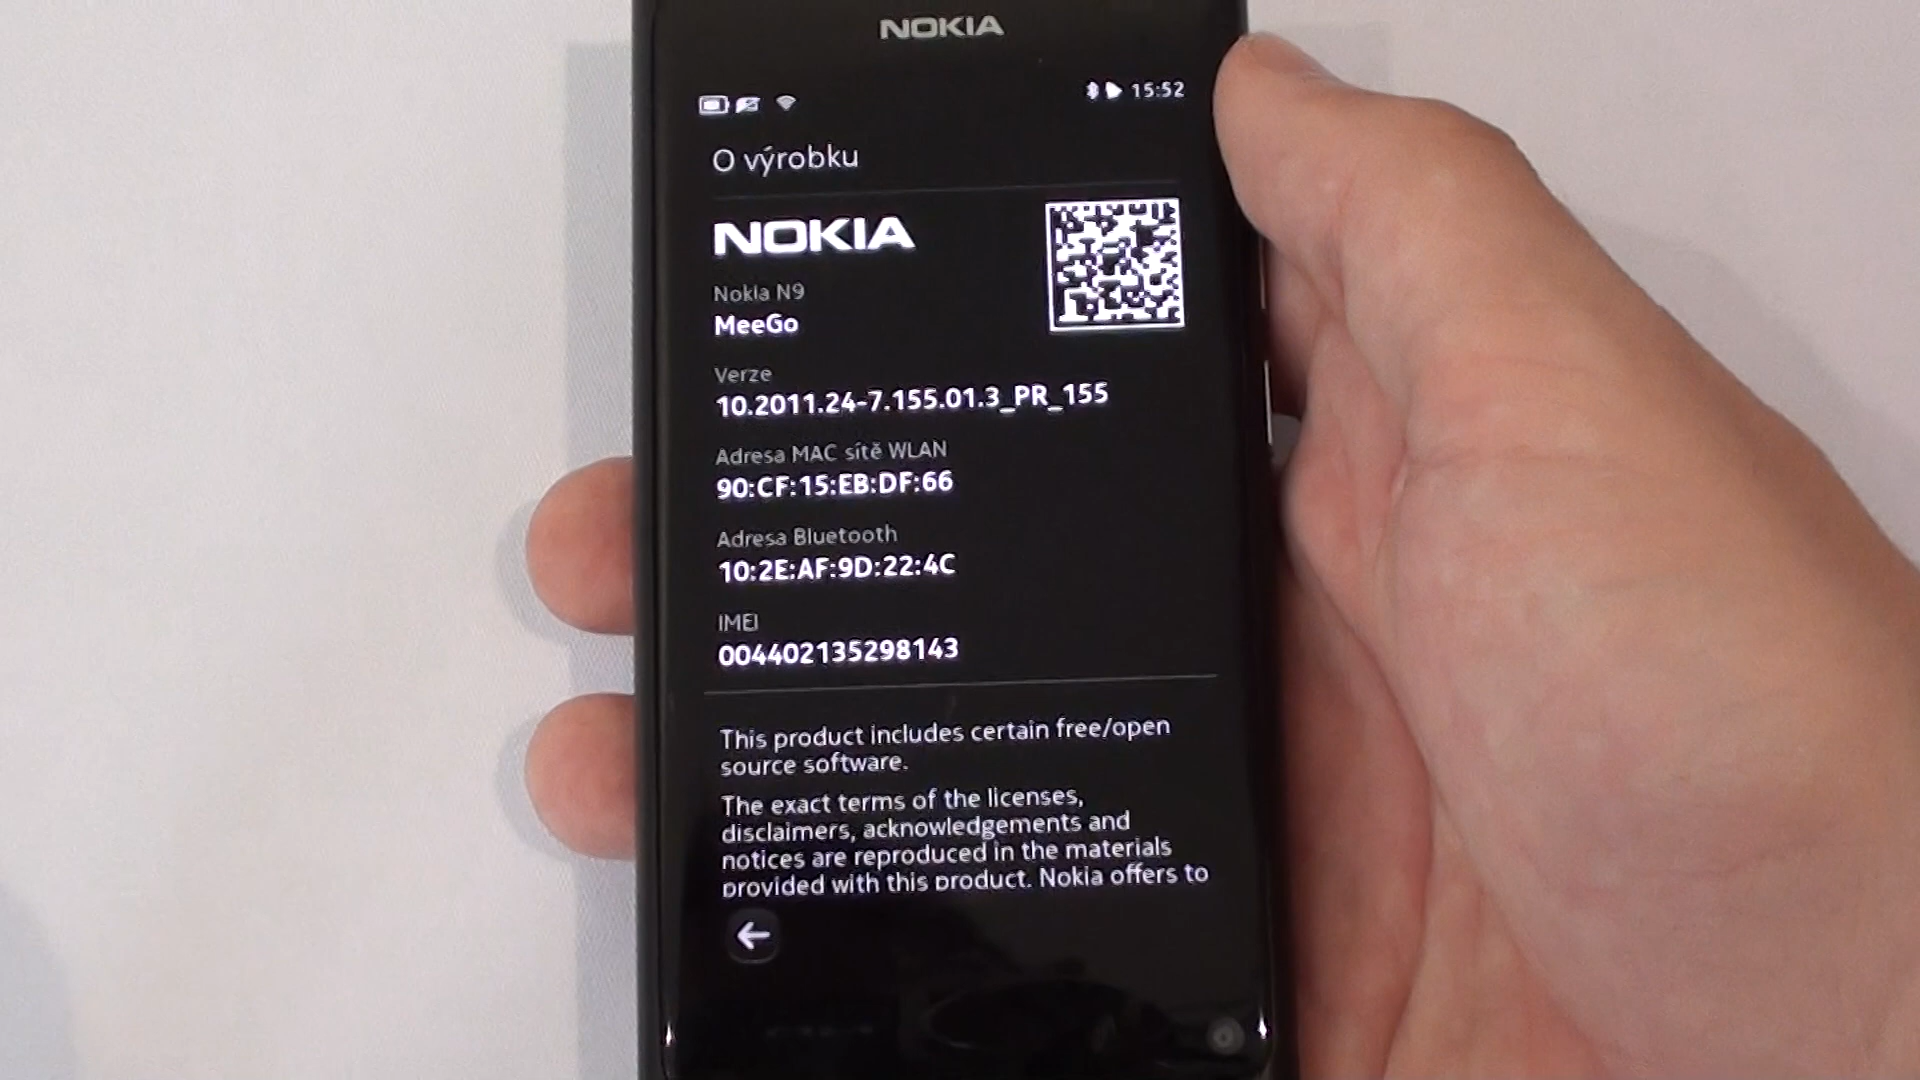 NOKIA
15:52
O výrobku
NOKIA
Nokia N9
MeeGo
Verze
10.2011.24-7.155.01.3_PR_155
Adresa MAC sítě WLAN
90:CF:15:EB:DF:66
Adresa Bluetooth
10:2E:AF:9D:22:4C
IMEI
004402135298143
This product includes certain free/open
source software.
The exact terms of the licenses,
disclaimers, acknowledgements and
notices are reproduced in the materials
provided with this product. Nokia offers to